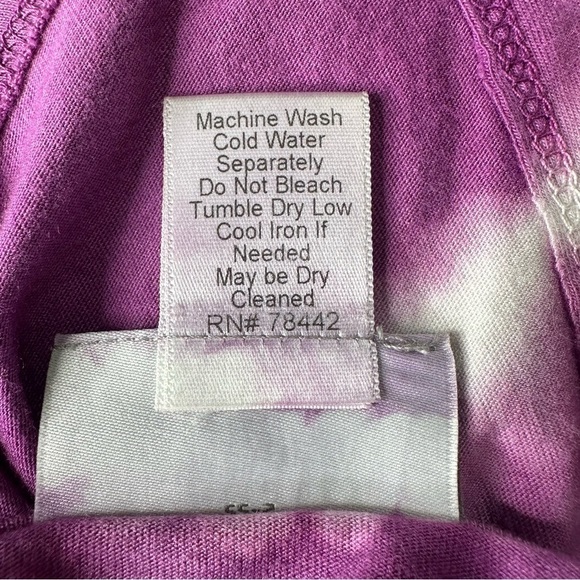 Machine Wash
Cold Water
Separately
Do Not Bleach
Tumble Dry Low
Cool Iron If
Needed
May be Dry
Cleaned
RN# 78442